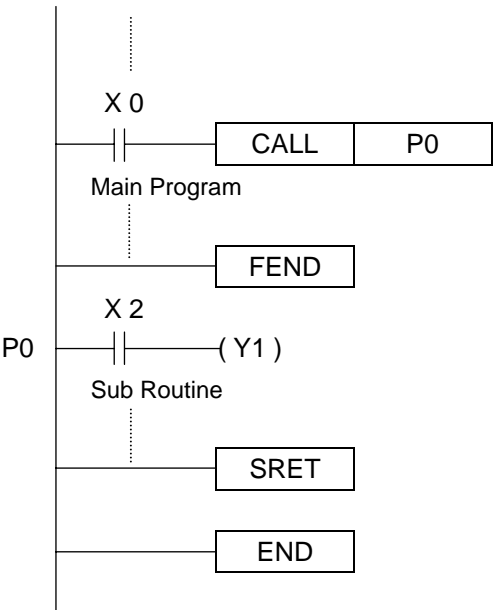 X 0
CALL P0
Main Program
FEND
X 2
P0 ( Y1 )
Sub Routine
SRET
END